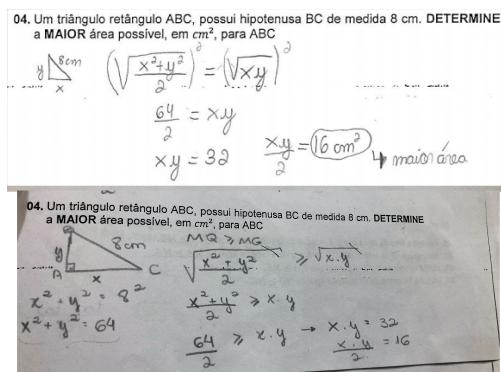 04. Um triângulo retângulo ABC, possui hipotenusa BC de medida 8 cm. DETERMINE
a MAIOR área possível, em cm², para ABC
y 8cm
x
(√((x²+y²)/2))² = (√xy)²
64/2 = xy
xy = 32
xy/2 = 16 cm²
↳ maior área
04. Um triângulo retângulo ABC, possui hipotenusa BC de medida 8 cm. DETERMINE
a MAIOR área possível, em cm², para ABC
B
y 8cm
A x C
x² + y² = 8²
x² + y² = 64
MQ ≥ MG
√((x² + y²)/2) ≥ √x.y
(x² + y²)/2 ≥ x.y
64/2 ≥ x.y → x.y = 32
x.y/2 = 16